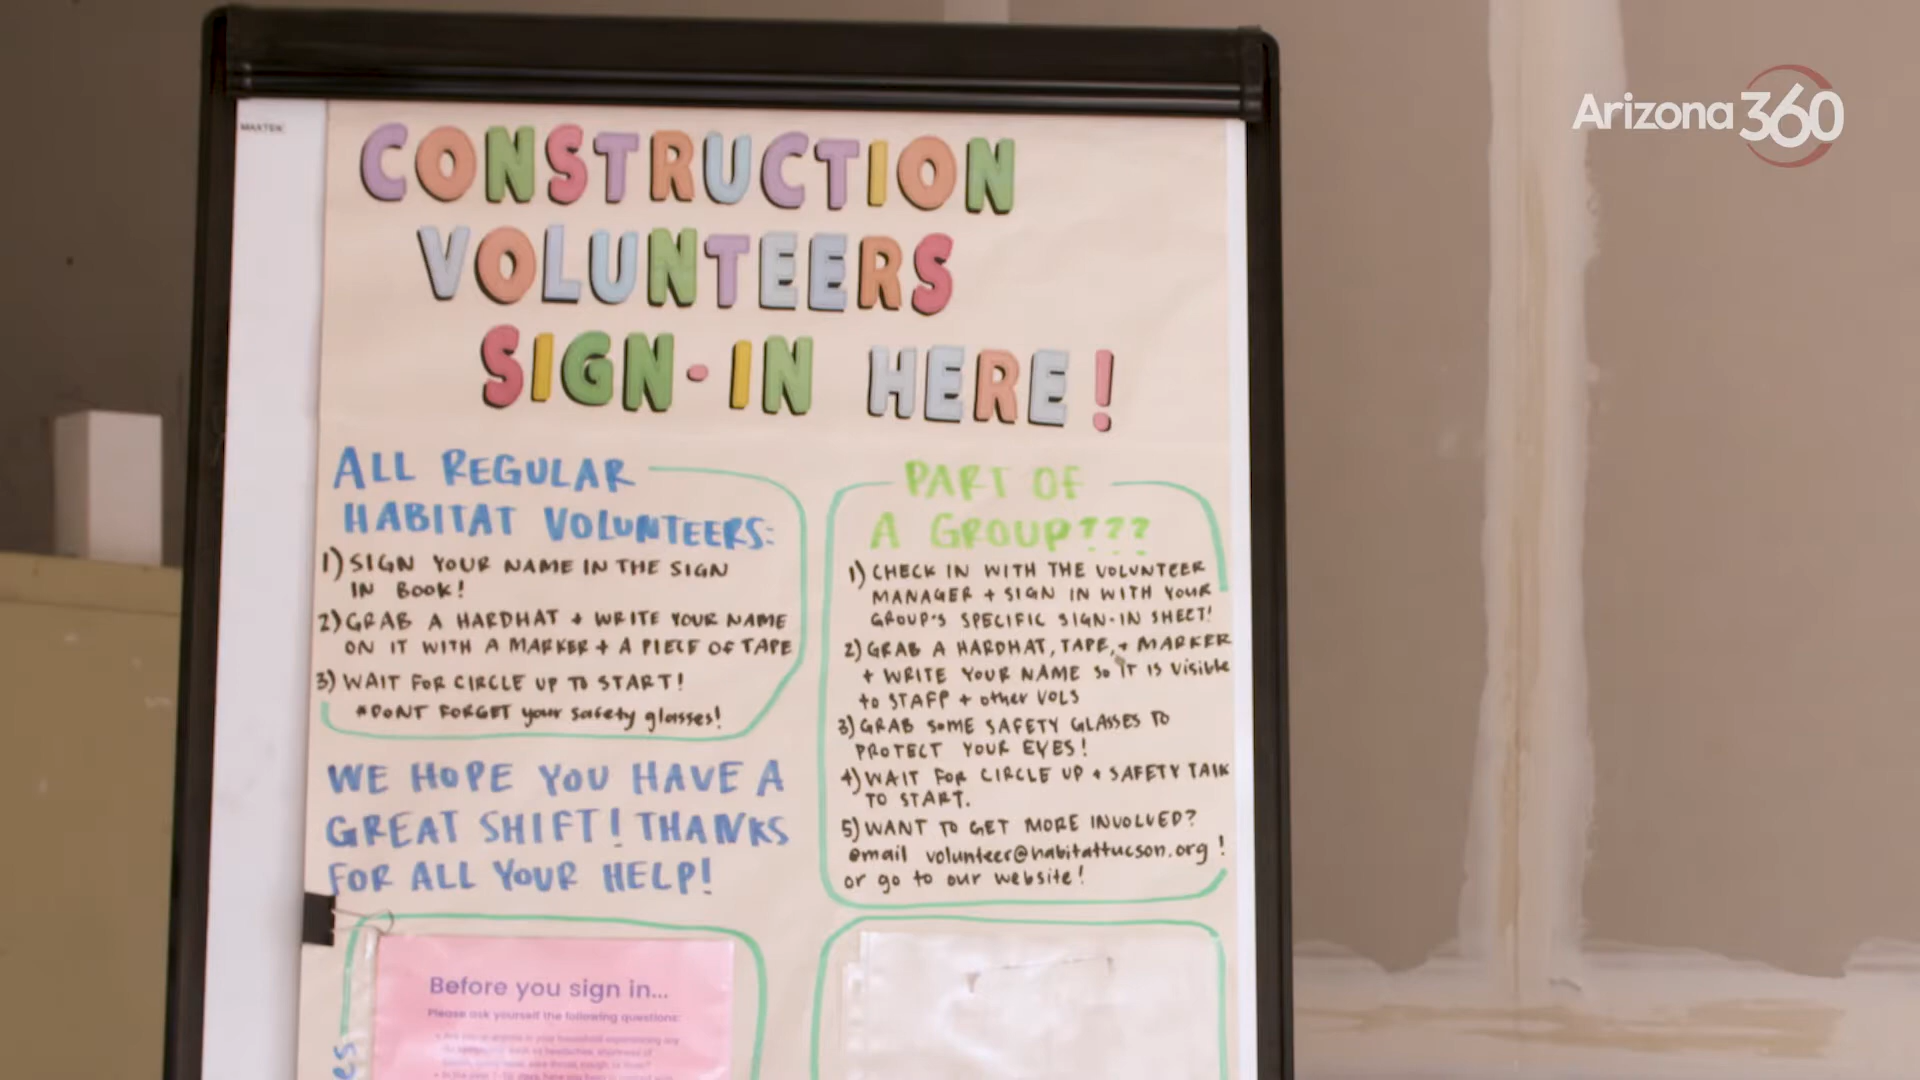 Arizona 360
MAXTEK
CONSTRUCTION
VOLUNTEERS
SIGN-IN HERE!
ALL REGULAR
HABITAT VOLUNTEERS:
1) SIGN YOUR NAME IN THE SIGN
IN BOOK!
2) GRAB A HARDHAT + WRITE YOUR NAME
ON IT WITH A MARKER + A PIECE OF TAPE
3) WAIT FOR CIRCLE UP TO START!
*DONT FORGET your safety glasses!
WE HOPE YOU HAVE A
GREAT SHIFT! THANKS
FOR ALL YOUR HELP!
PART OF
A GROUP???
1) CHECK IN WITH THE VOLUNTEER
MANAGER + SIGN IN WITH YOUR
GROUP'S SPECIFIC SIGN-IN SHEET!
2) GRAB A HARDHAT, TAPE, + MARKER
+ WRITE YOUR NAME SO IT IS VISIBLE
to STAFF + other VOLS
3) GRAB SOME SAFETY GLASSES TO
PROTECT YOUR EYES!
4) WAIT FOR CIRCLE UP + SAFETY TALK
TO START.
5) WANT TO GET MORE INVOLVED?
email volunteer@habitattucson.org!
or go to our website!
Before you sign in...
Please ask yourself the following questions: